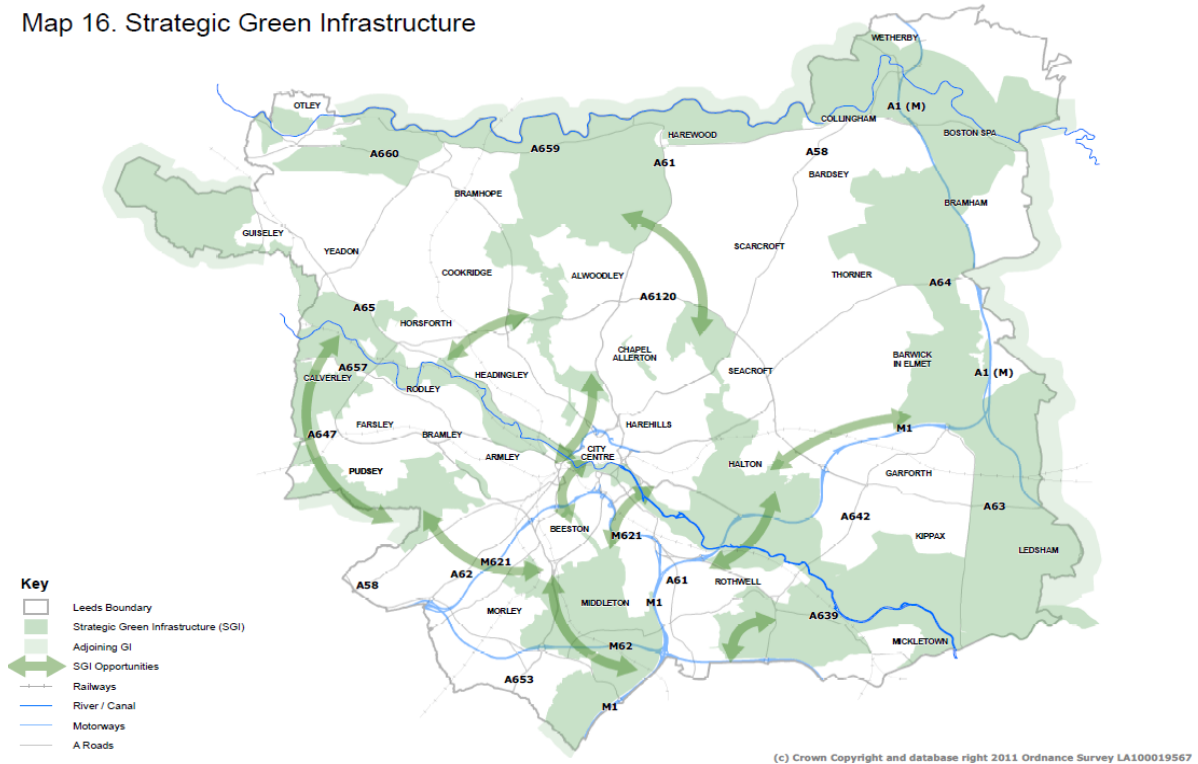 Map 16. Strategic Green Infrastructure
WETHERBY
OTLEY
A1 (M)
COLLINGHAM
HAREWOOD
BOSTON SPA
A660
A659
A61
A58
BARDSEY
BRAMHOPE
BRAMHAM
GUISELEY
YEADON
SCARCROFT
COOKRIDGE
ALWOODLEY
THORNER
A64
A6120
A65
HORSFORTH
CHAPEL
ALLERTON
BARWICK
IN ELMET
A657
CALVERLEY
RODLEY
HEADINGLEY
SEACROFT
A1 (M)
FARSLEY
HAREHILLS
M1
A647
BRAMLEY
CITY
CENTRE
ARMLEY
PUDSEY
HALTON
GARFORTH
A63
A642
BEESTON
M621
KIPPAX
LEDSHAM
M621
A62
A58
A61
ROTHWELL
MORLEY
MIDDLETON
M1
A639
M62
MICKLETOWN
A653
M1
Key
Leeds Boundary
Strategic Green Infrastructure (SGI)
Adjoining GI
SGI Opportunities
Railways
River / Canal
Motorways
A Roads
(c) Crown Copyright and database right 2011 Ordnance Survey LA100019567